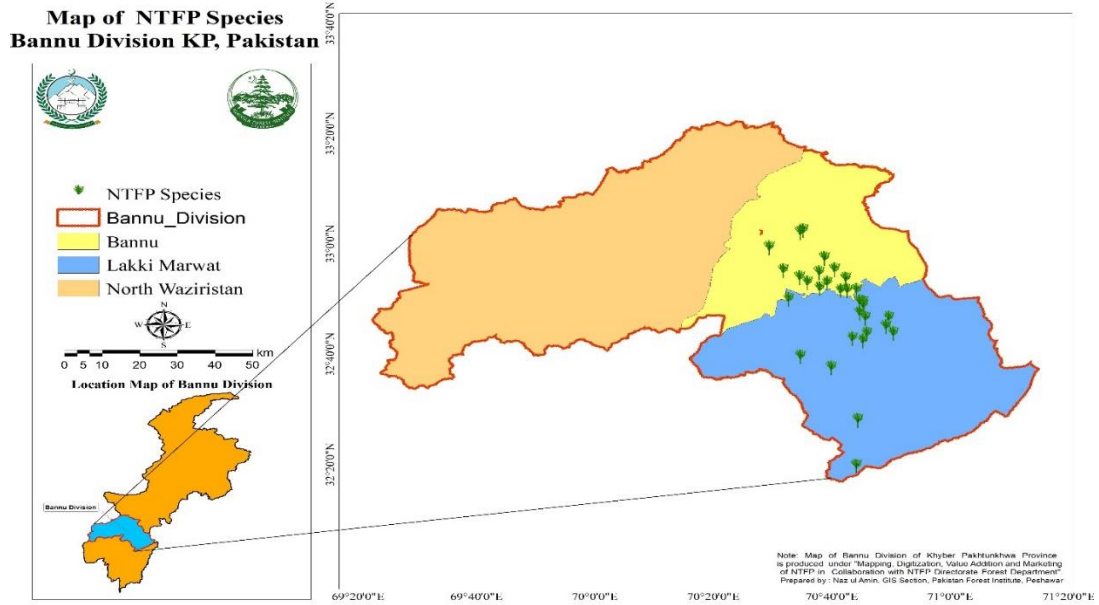 Map of NTFP Species
Bannu Division KP, Pakistan
NTFP Species
Bannu_Division
Bannu
Lakki Marwat
North Waziristan
N
W E
S
0 5 10 20 30 40 50 km
Location Map of Bannu Division
Bannu Division
33°40'0"N
33°20'0"N
33°0'0"N
32°40'0"N
32°20'0"N
69°20'0"E 69°40'0"E 70°0'0"E 70°20'0"E 70°40'0"E 71°0'0"E 71°20'0"E
Note: Map of Bannu Division of Khyber Pakhtunkhwa Province
is produced under "Mapping, Digitization, Value Addition and Marketing
of NTFP in Collaboration with NTFP Directorate Forest Department"
Prepared by : Naz ul Amin, GIS Section, Pakistan Forest Institute, Peshawar